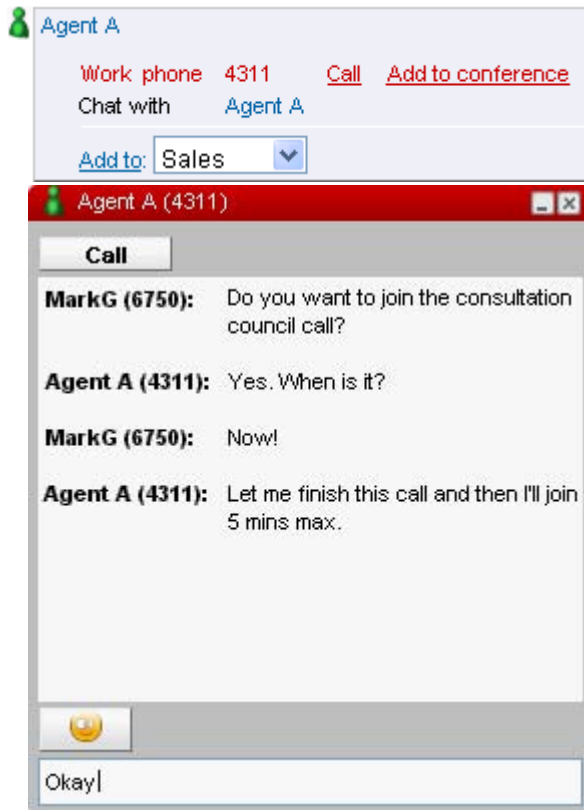 Agent A
Work phone 4311 Call Add to conference
Chat with Agent A
Add to: Sales
Agent A (4311)
Call
MarkG (6750): Do you want to join the consultation
council call?
Agent A (4311): Yes. When is it?
MarkG (6750): Now!
Agent A (4311): Let me finish this call and then I'll join
5 mins max.
Okay